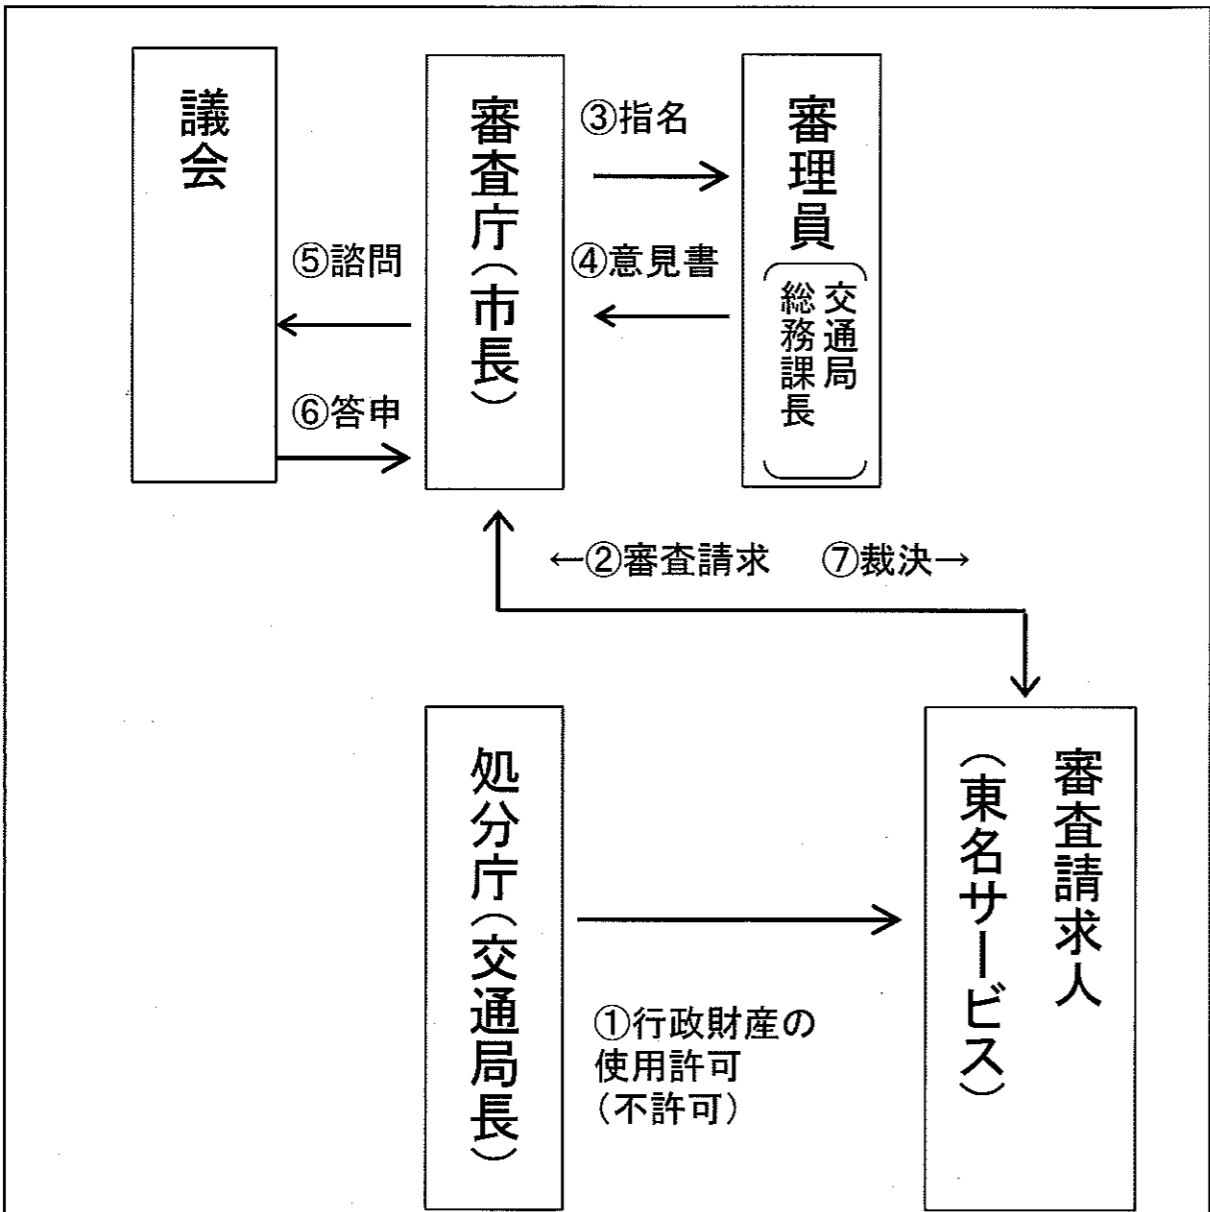 議会
審査庁(市長)
③指名
審理員
交通局
総務課長
④意見書
⑤諮問
⑥答申
←②審査請求 ⑦裁決→
処分庁(交通局長)
①行政財産の
使用許可
(不許可)
審査請求人
(東名サービス)